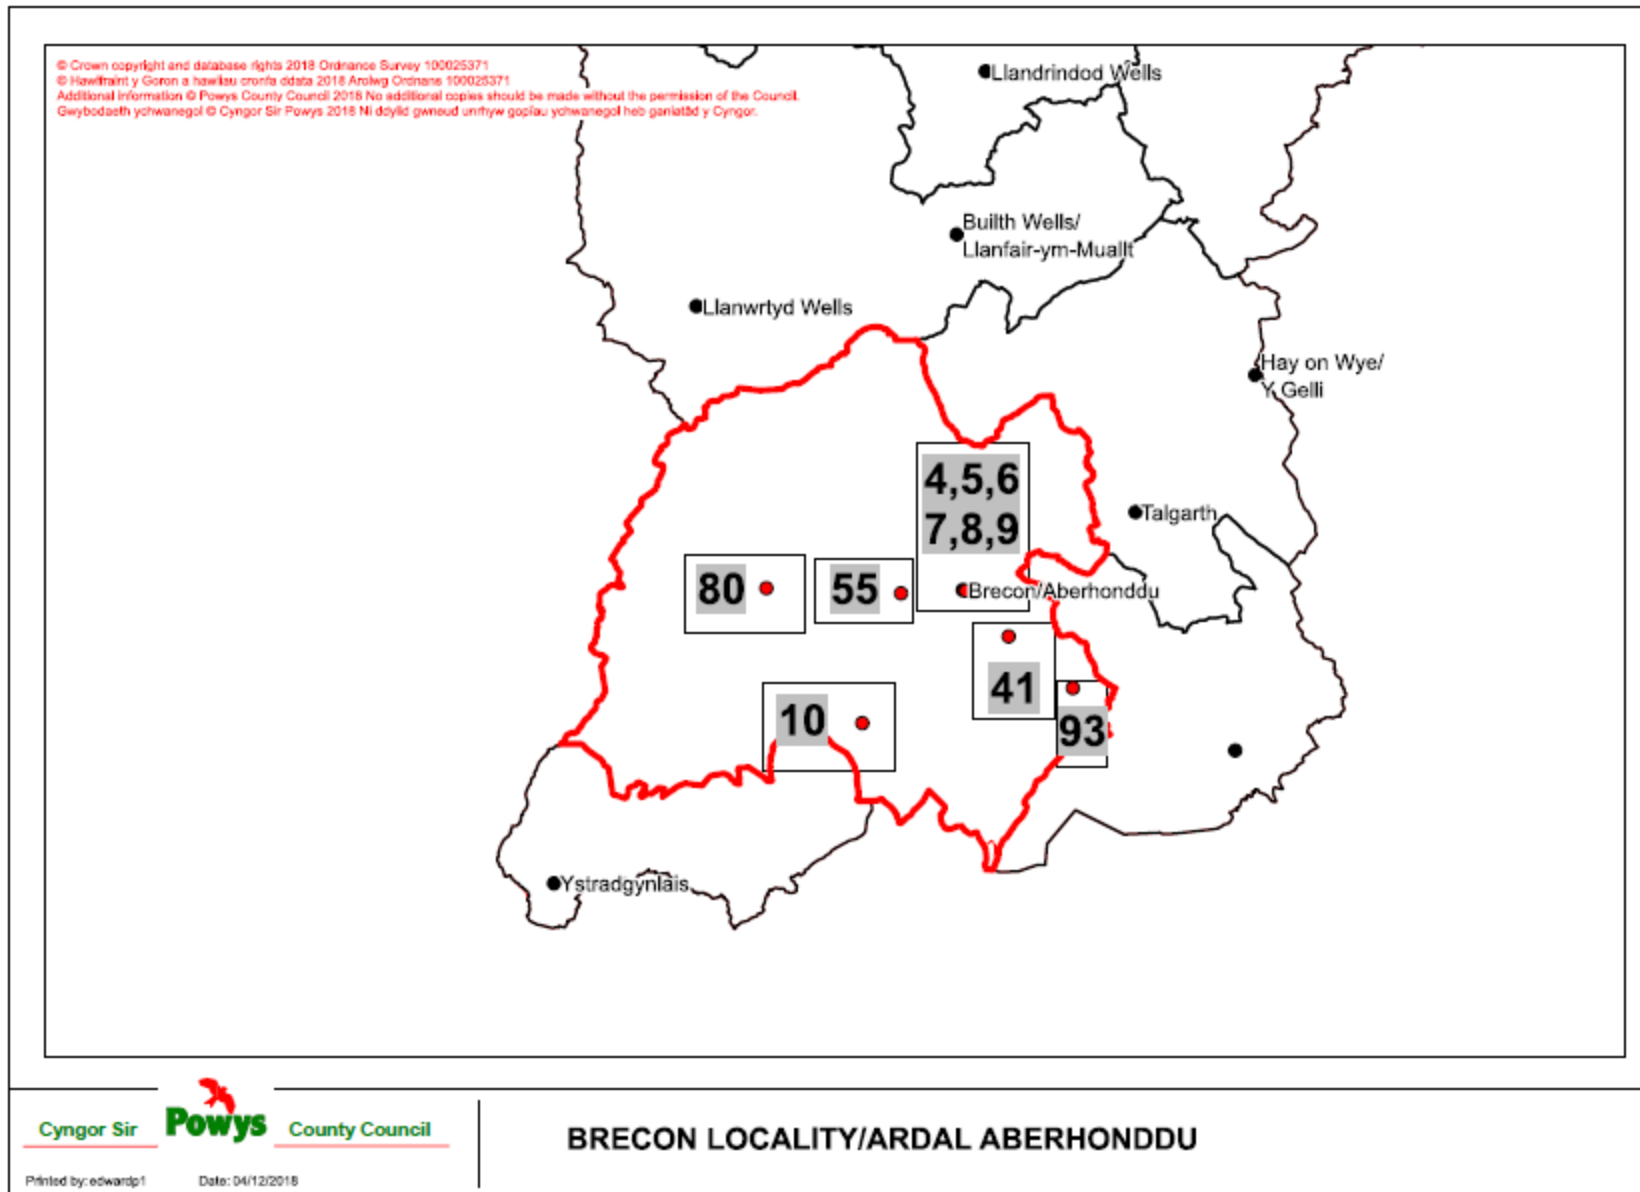 © Crown copyright and database rights 2018 Ordnance Survey 100025371
© Hawlfraint y Goron a hawliau cronfa ddata 2018 Arolwg Ordnans 100025371
Additional Information © Powys County Council 2018 No additional copies should be made without the permission of the Council.
Gwybodaeth ychwanegol © Cyngor Sir Powys 2018 Ni ddylid gwneud unrhyw gopïau ychwanegol heb ganiatâd y Cyngor.
Llandrindod Wells
Builth Wells/
Llanfair-ym-Muallt
Llanwrtyd Wells
Hay on Wye/
Y Gelli
4,5,6
7,8,9
Talgarth
80
55
Brecon/Aberhonddu
41
10
93
Ystradgynlais
Cyngor Sir Powys County Council
BRECON LOCALITY/ARDAL ABERHONDDU
Printed by: edwardp1 Date: 04/12/2018